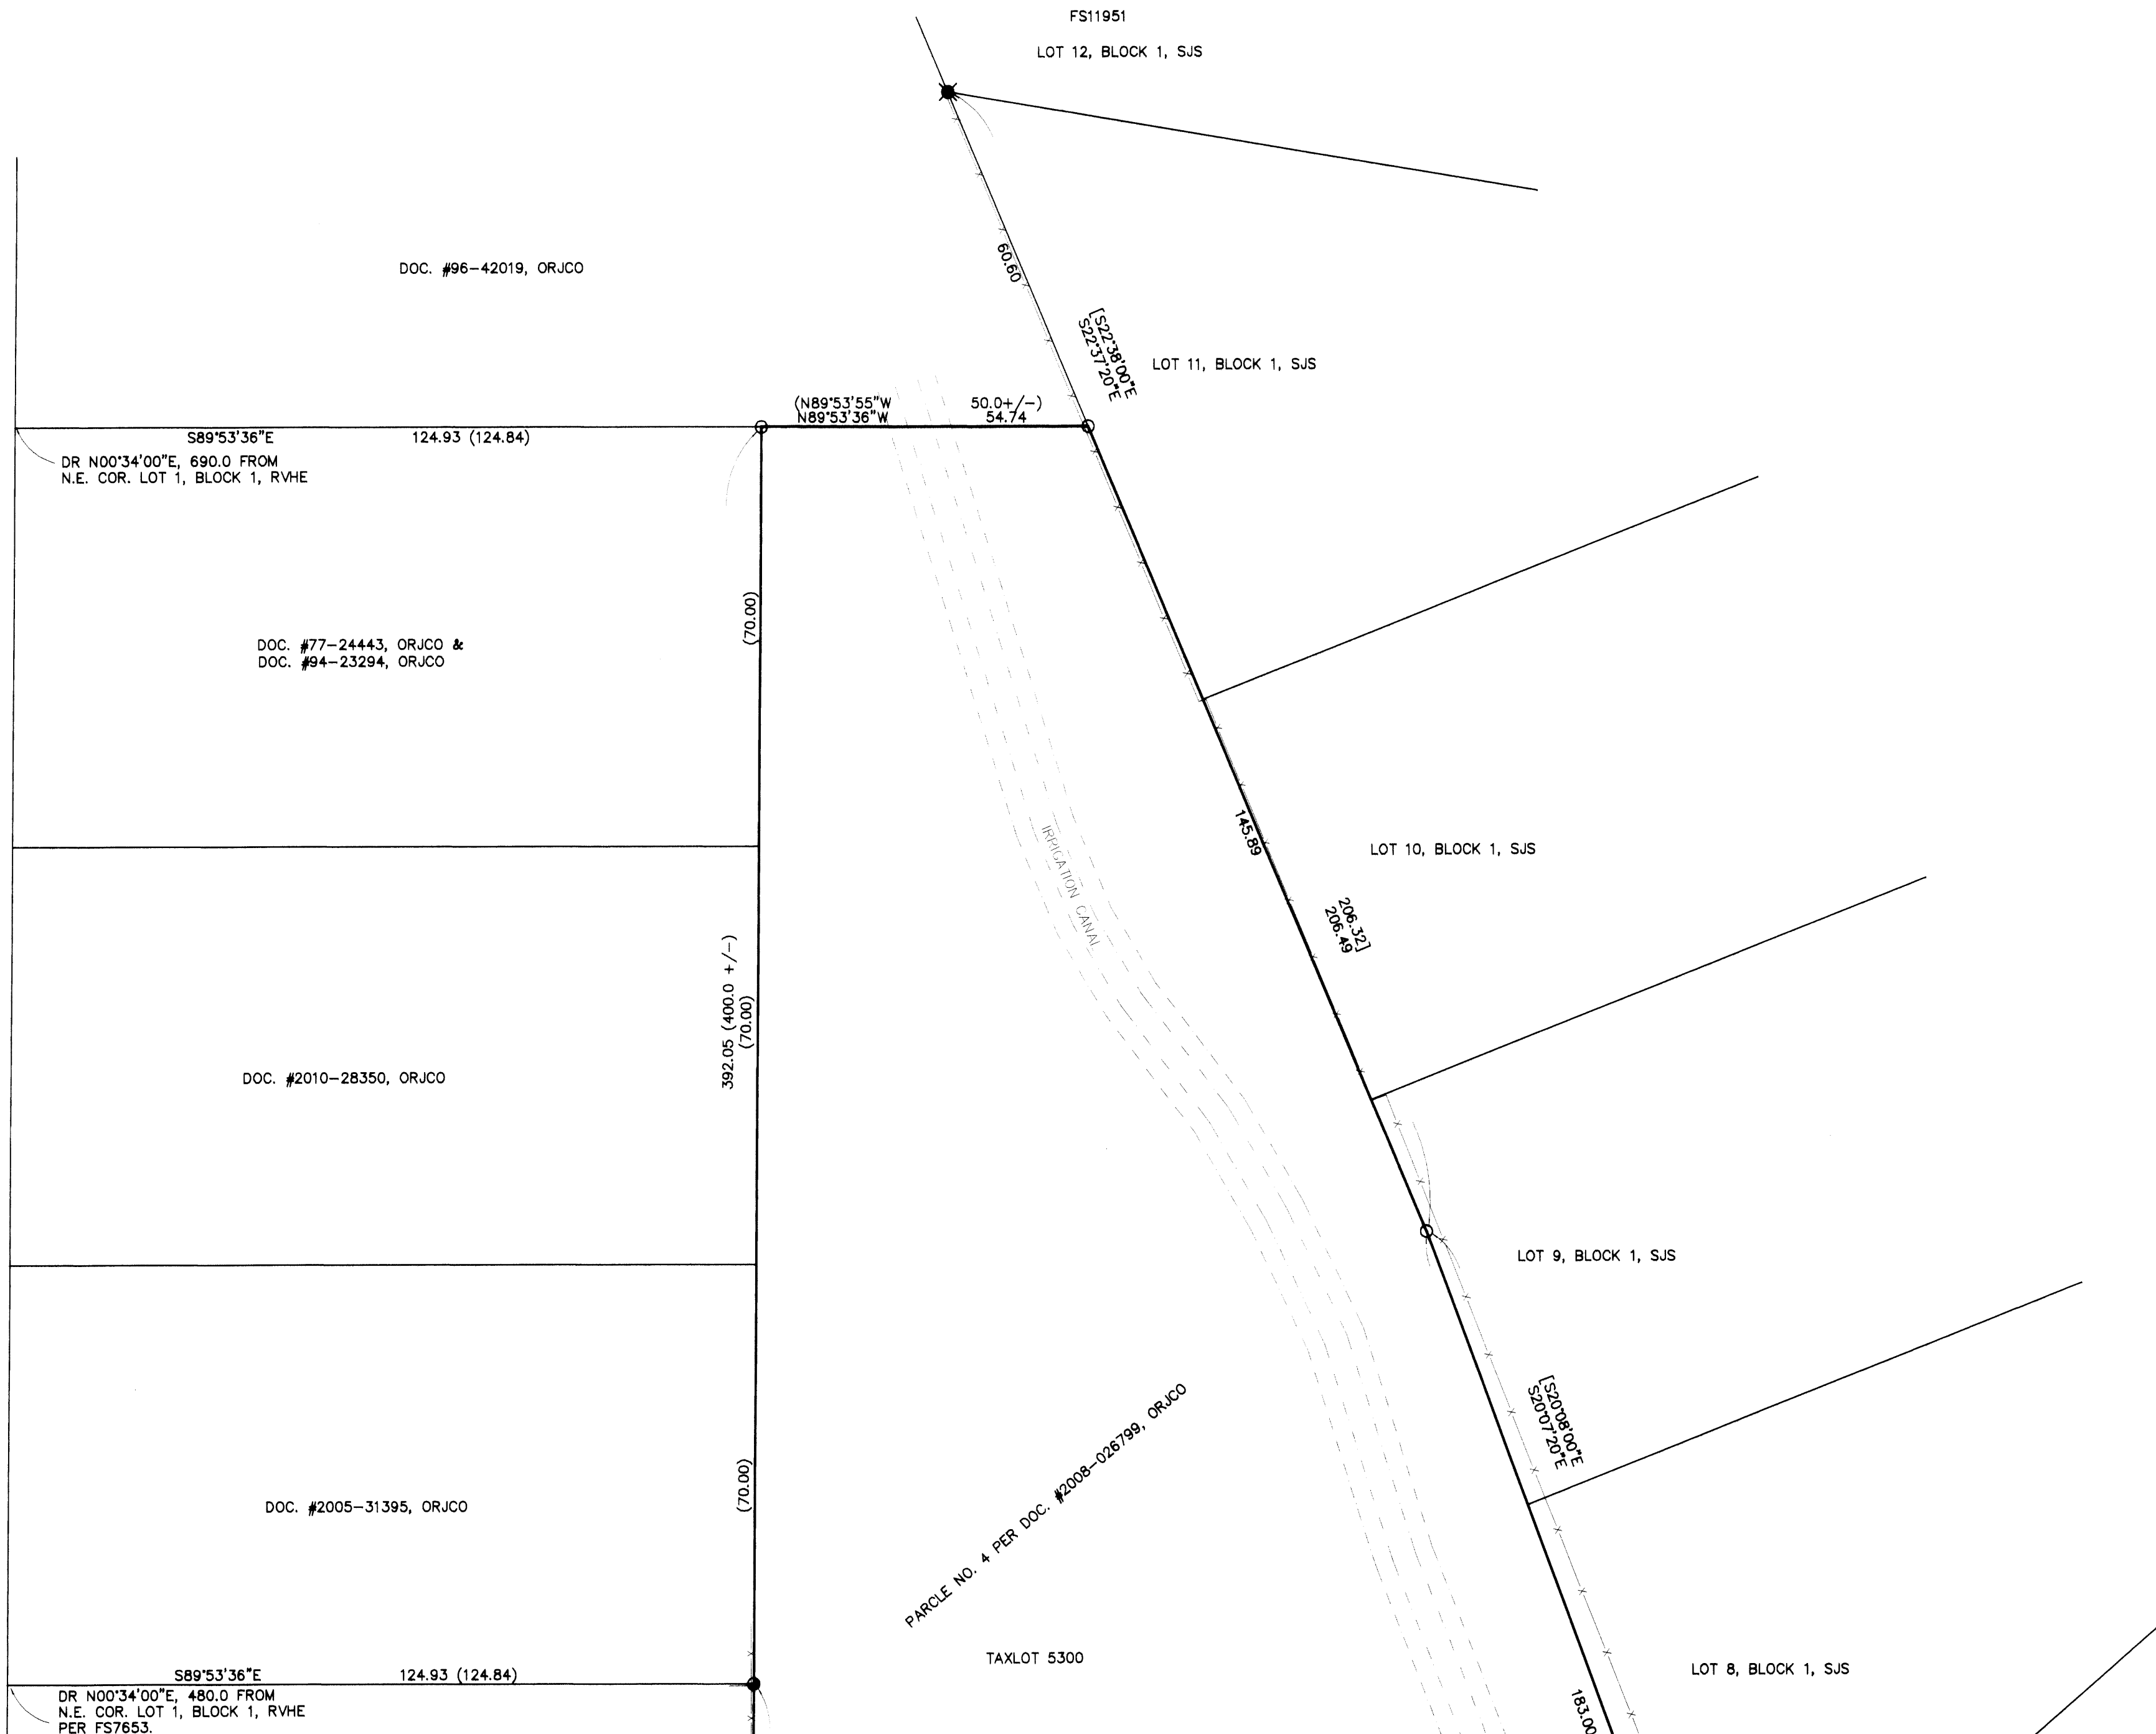 FS11951
LOT 12, BLOCK 1, SJS
DOC. #96-42019, ORJCO
60.60
[S22°38'00"E
S22°37'20"E
LOT 11, BLOCK 1, SJS
(N89°53'55"W 50.0+/-)
N89°53'36"W 54.74
S89°53'36"E 124.93 (124.84)
DR N00°34'00"E, 690.0 FROM
N.E. COR. LOT 1, BLOCK 1, RVHE
(70.00)
DOC. #77-24443, ORJCO &
DOC. #94-23294, ORJCO
IRRIGATION CANAL
145.89
LOT 10, BLOCK 1, SJS
206.32]
206.49
392.05 (400.0 +/-)
(70.00)
DOC. #2010-28350, ORJCO
LOT 9, BLOCK 1, SJS
[S20°08'00"E
S20°07'20"E
(70.00)
DOC. #2005-31395, ORJCO
PARCLE NO. 4 PER DOC. #2008-026799, ORJCO
TAXLOT 5300
LOT 8, BLOCK 1, SJS
S89°53'36"E 124.93 (124.84)
DR N00°34'00"E, 480.0 FROM
N.E. COR. LOT 1, BLOCK 1, RVHE
PER FS7653.
183.00